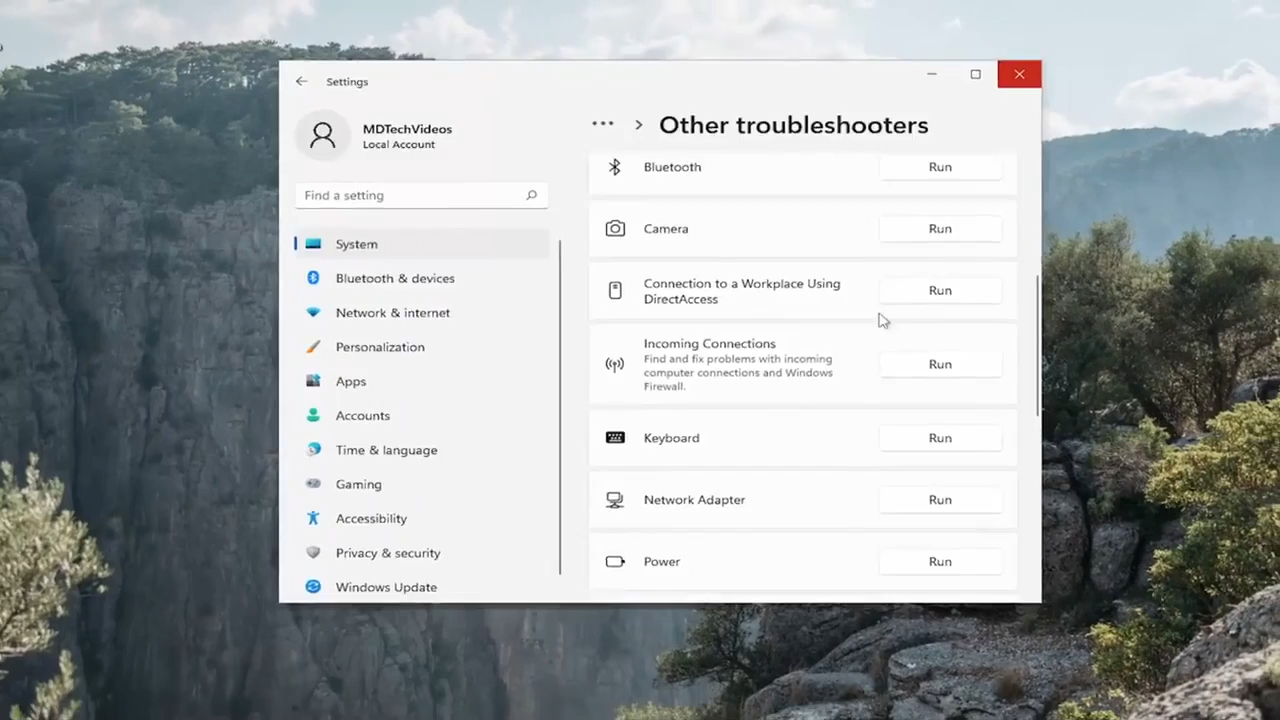 Settings
MDTechVideos
Local Account
Find a setting
System
Bluetooth & devices
Network & internet
Personalization
Apps
Accounts
Time & language
Gaming
Accessibility
Privacy & security
Windows Update
··· > Other troubleshooters
Bluetooth Run
Camera Run
Connection to a Workplace Using
DirectAccess
Run
Incoming Connections
Find and fix problems with incoming
computer connections and Windows
Firewall.
Run
Keyboard Run
Network Adapter Run
Power Run